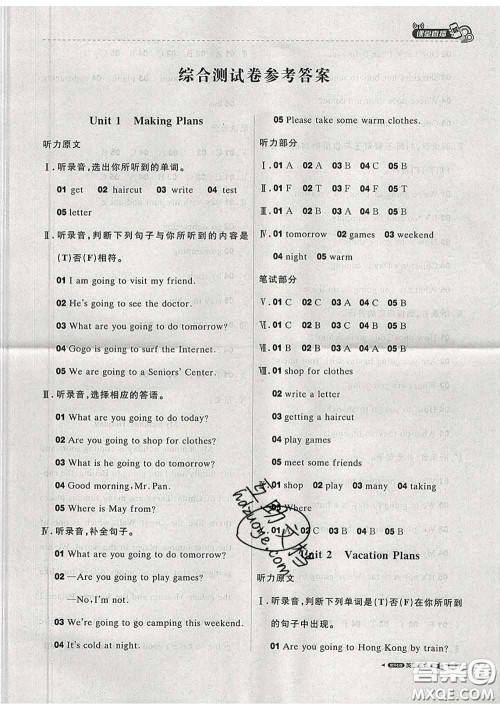 课堂直播
综合测试卷参考答案
Unit 1 Making Plans
听力原文
Ⅰ. 听录音,选出你所听到的单词。
01 get 02 haircut 03 write 04 test
05 letter
Ⅱ. 听录音,判断下列句子与你所听到的内容是
(T)否(F)相符。
01 I am going to visit my friend.
02 He's going to see the doctor.
03 What are you going to do tomorrow?
04 Gogo is going to surf the Internet.
05 We are going to a Seniors' Center.
Ⅲ. 听录音,选择相应的答语。
01 What are you going to do today?
02 Are you going to shop for clothes?
03 What is he going to do tomorrow?
04 Good morning, Mr. Pan.
05 Where is May from?
Ⅳ. 听录音,补全句子。
01 What are you going to do tomorrow?
02 —Are you going to play games?
—No, I'm not.
03 We're going to go camping this weekend.
04 It's cold at night.
05 Please take some warm clothes.
听力部分
Ⅰ. 01 A 02 A 03 B 04 A 05 B
Ⅱ. 01 F 02 T 03 F 04 F 05 T
Ⅲ. 01 A 02 A 03 B 04 A 05 B
Ⅳ. 01 tomorrow 02 games 03 weekend
04 night 05 warm
笔试部分
Ⅴ. 01 C 02 C 03 A 04 C 05 B
Ⅵ. 01 C 02 B 03 C 04 B 05 B
Ⅶ. 01 B 02 A 03 B 04 A 05 B
Ⅷ. 01 shop for clothes
02 write a letter
03 getting a haircut
04 play games
05 meet some friends
01 shop 02 play 03 am 04 going
05 Where
02 C 03 B 04 B 05 C
Unit 2 Vacation Plans
听力原文
Ⅰ. 听录音,判断下列单词是(T)否(F)在你所听到
的句子中出现。
01 Are you going to Hong Kong by train?
答案圈
MXQE.COM